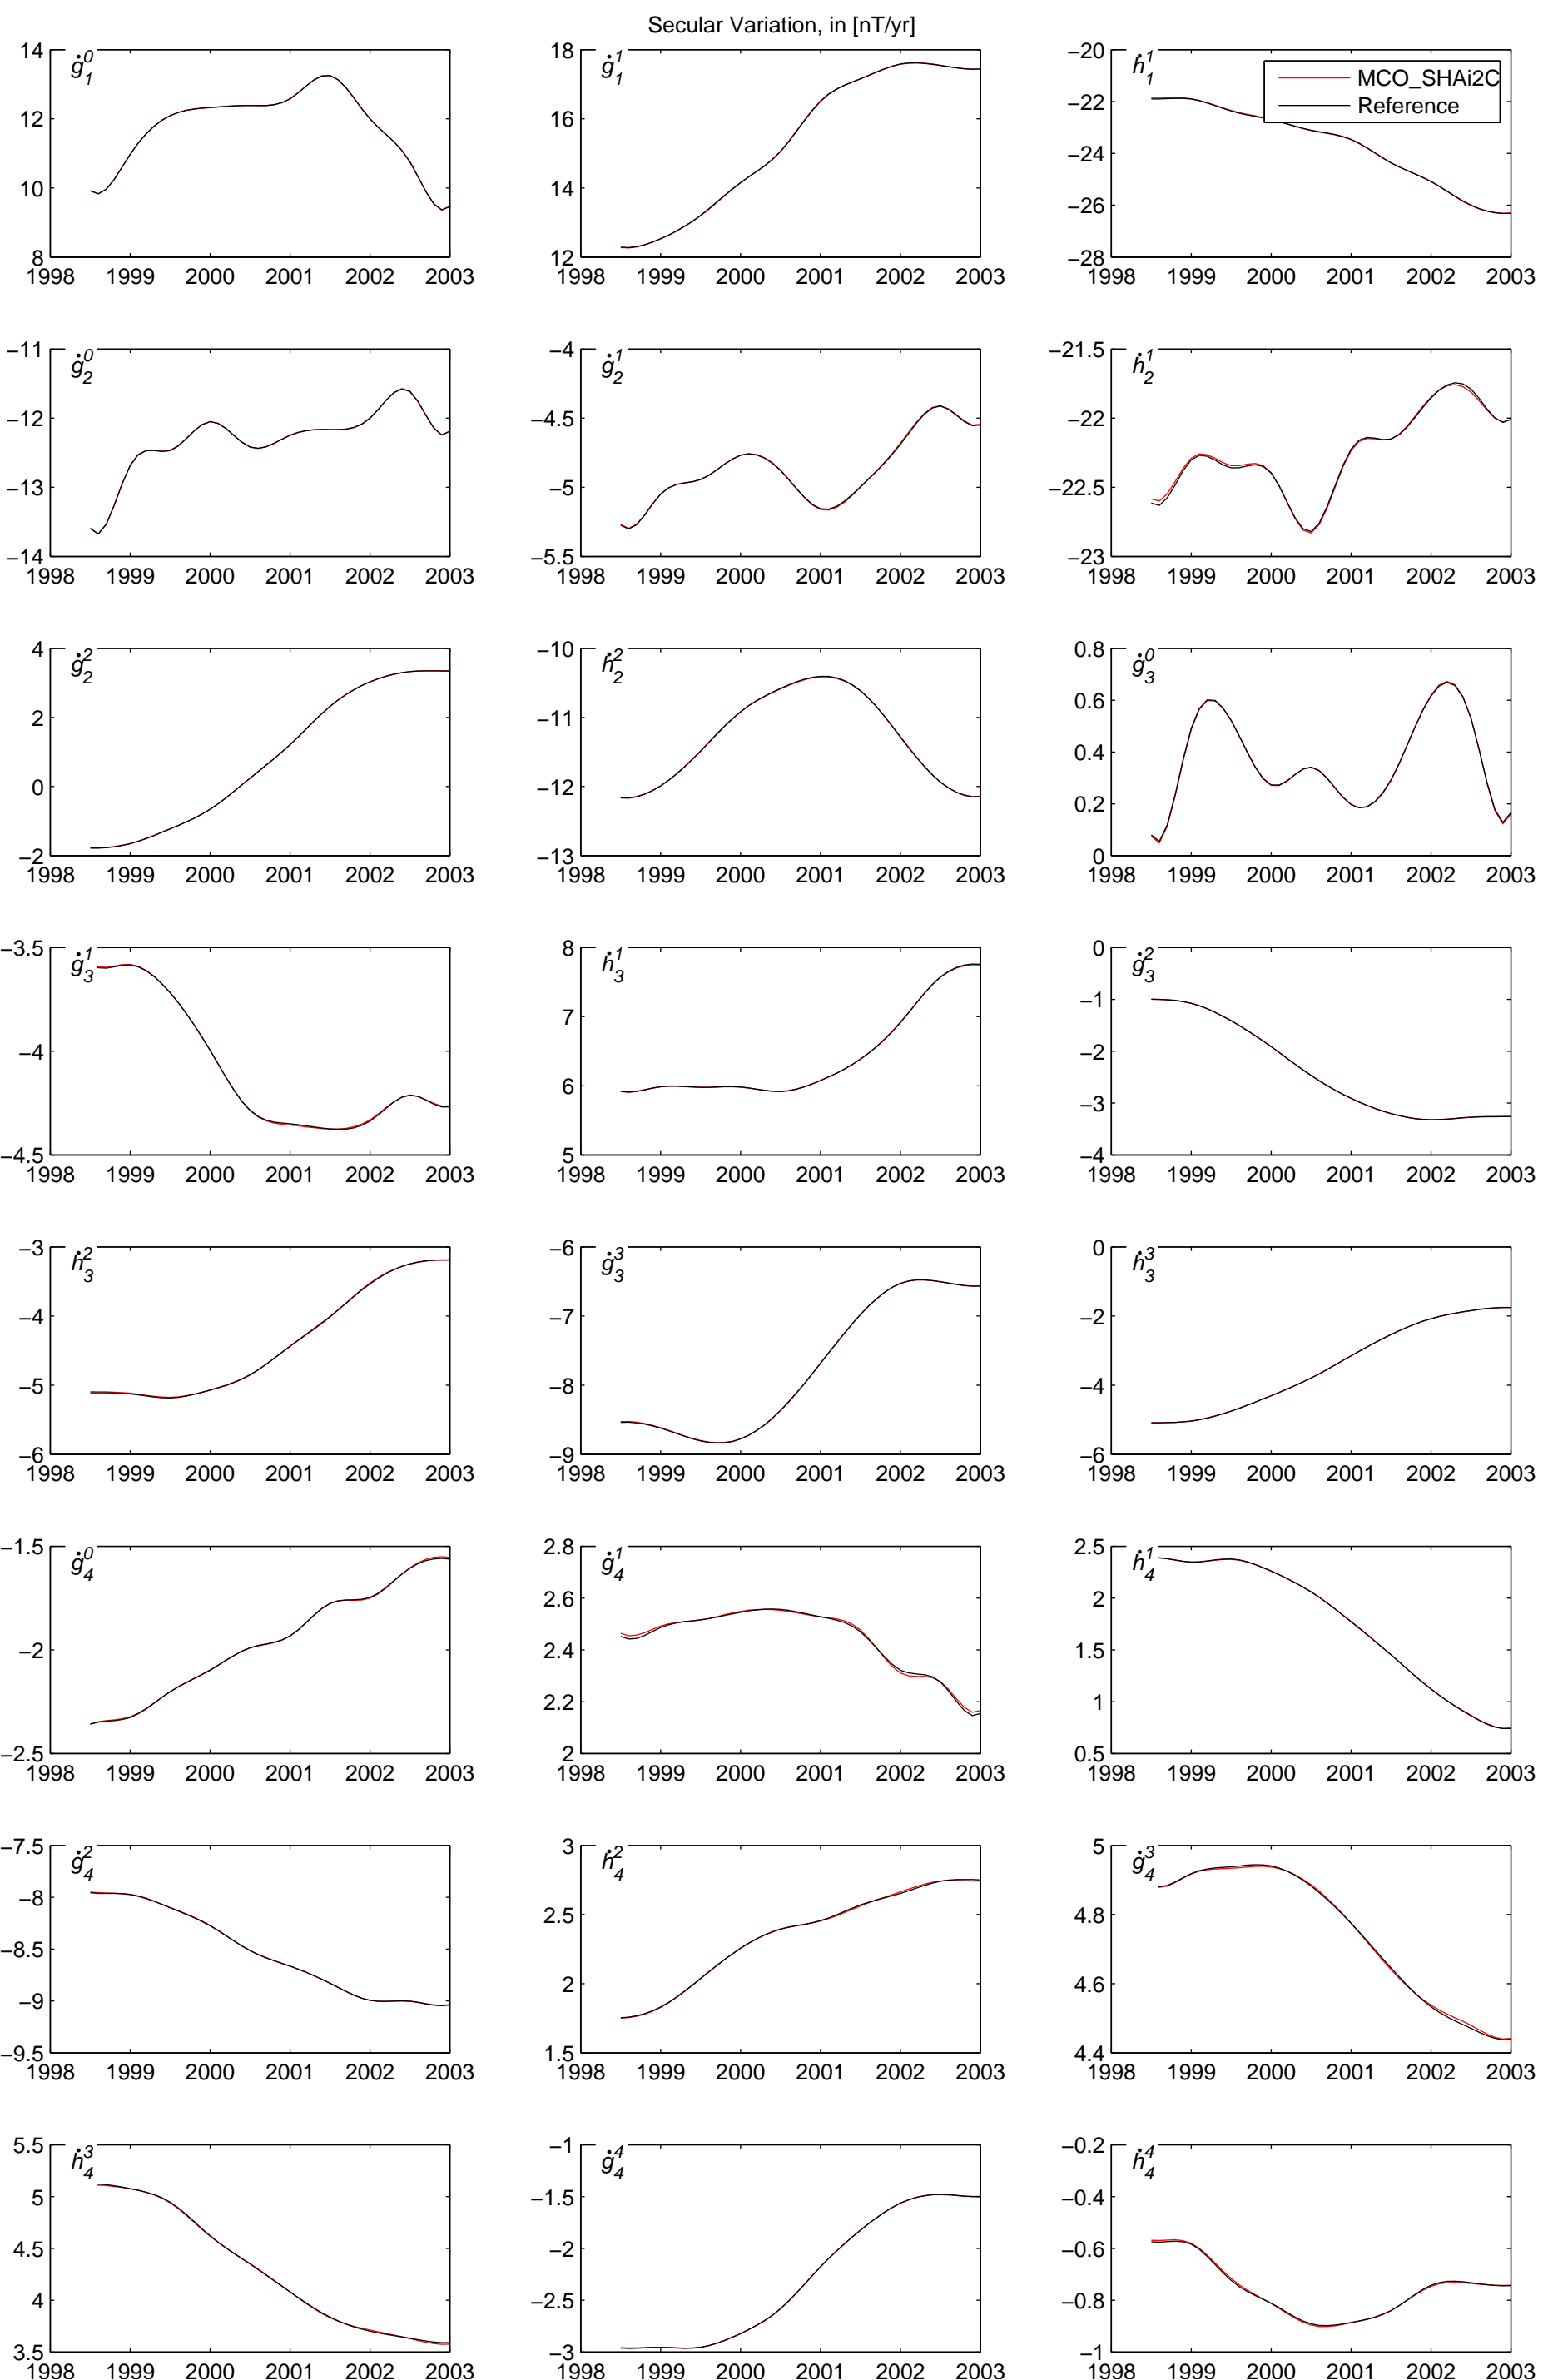 Secular Variation, in [nT/yr]
14
12
10
8
1998 1999 2000 2001 2002 2003
ġ₁⁰
18
16
14
12
1998 1999 2000 2001 2002 2003
ġ₁¹
−20
−22
−24
−26
−28
1998 1999 2000 2001 2002 2003
ḣ₁¹
MCO_SHAi2C
Reference
−11
−12
−13
−14
1998 1999 2000 2001 2002 2003
ġ₂⁰
−4
−4.5
−5
−5.5
1998 1999 2000 2001 2002 2003
ġ₂¹
−21.5
−22
−22.5
−23
1998 1999 2000 2001 2002 2003
ḣ₂¹
4
2
0
−2
1998 1999 2000 2001 2002 2003
ġ₂²
−10
−11
−12
−13
1998 1999 2000 2001 2002 2003
ḣ₂²
0.8
0.6
0.4
0.2
0
1998 1999 2000 2001 2002 2003
ġ₃⁰
−3.5
−4
−4.5
1998 1999 2000 2001 2002 2003
ġ₃¹
8
7
6
5
1998 1999 2000 2001 2002 2003
ḣ₃¹
0
−1
−2
−3
−4
1998 1999 2000 2001 2002 2003
ġ₃²
−3
−4
−5
−6
1998 1999 2000 2001 2002 2003
ḣ₃²
−6
−7
−8
−9
1998 1999 2000 2001 2002 2003
ġ₃³
0
−2
−4
−6
1998 1999 2000 2001 2002 2003
ḣ₃³
−1.5
−2
−2.5
1998 1999 2000 2001 2002 2003
ġ₄⁰
2.8
2.6
2.4
2.2
2
1998 1999 2000 2001 2002 2003
ġ₄¹
2.5
2
1.5
1
0.5
1998 1999 2000 2001 2002 2003
ḣ₄¹
−7.5
−8
−8.5
−9
−9.5
1998 1999 2000 2001 2002 2003
ġ₄²
3
2.5
2
1.5
1998 1999 2000 2001 2002 2003
ḣ₄²
5
4.8
4.6
4.4
1998 1999 2000 2001 2002 2003
ġ₄³
5.5
5
4.5
4
3.5
1998 1999 2000 2001 2002 2003
ḣ₄³
−1
−1.5
−2
−2.5
−3
1998 1999 2000 2001 2002 2003
ġ₄⁴
−0.2
−0.4
−0.6
−0.8
−1
1998 1999 2000 2001 2002 2003
ḣ₄⁴